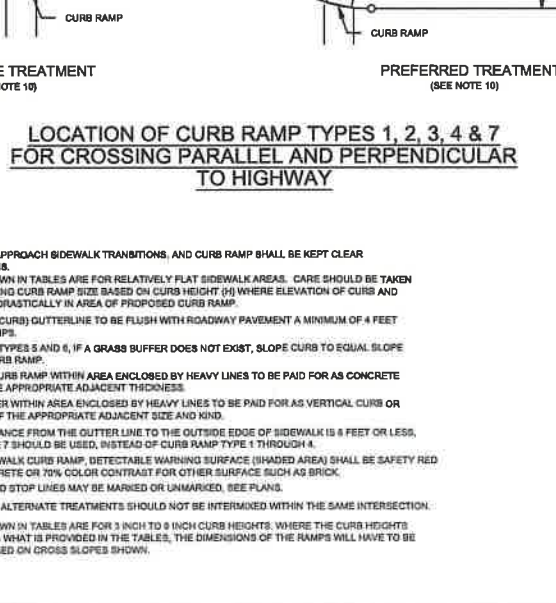 CURB RAMP
CURB RAMP
E TREATMENT
OTE 10)
PREFERRED TREATMENT
(SEE NOTE 10)
LOCATION OF CURB RAMP TYPES 1, 2, 3, 4 & 7
FOR CROSSING PARALLEL AND PERPENDICULAR
TO HIGHWAY
APPROACH SIDEWALK TRANSITIONS, AND CURB RAMP SHALL BE KEPT CLEAR
S.
WN IN TABLES ARE FOR RELATIVELY FLAT SIDEWALK AREAS. CARE SHOULD BE TAKEN
NG CURB RAMP SIZE BASED ON CURB HEIGHT (H) WHERE ELEVATION OF CURB AND
DRASTICALLY IN AREA OF PROPOSED CURB RAMP.
CURB) GUTTERLINE TO BE FLUSH WITH ROADWAY PAVEMENT A MINIMUM OF 4 FEET
PS.
TYPES 5 AND 6, IF A GRASS BUFFER DOES NOT EXIST, SLOPE CURB TO EQUAL SLOPE
RB RAMP.
URB RAMP WITHIN AREA ENCLOSED BY HEAVY LINES TO BE PAID FOR AS CONCRETE
E APPROPRIATE ADJACENT THICKNESS.
ER WITHIN AREA ENCLOSED BY HEAVY LINES TO BE PAID FOR AS VERTICAL CURB OR
F THE APPROPRIATE ADJACENT SIZE AND KIND.
ANCE FROM THE GUTTER LINE TO THE OUTSIDE EDGE OF SIDEWALK IS 6 FEET OR LESS,
E 7 SHOULD BE USED, INSTEAD OF CURB RAMP TYPE 1 THROUGH 4.
WALK CURB RAMP, DETECTABLE WARNING SURFACE (SHADED AREA) SHALL BE SAFETY RED
RETE OR 70% COLOR CONTRAST FOR OTHER SURFACE SUCH AS BRICK.
D STOP LINES MAY BE MARKED OR UNMARKED, SEE PLANS.
ALTERNATE TREATMENTS SHOULD NOT BE INTERMIXED WITHIN THE SAME INTERSECTION.
WN IN TABLES ARE FOR 3 INCH TO 9 INCH CURB HEIGHTS. WHERE THE CURB HEIGHTS
WHAT IS PROVIDED IN THE TABLES, THE DIMENSIONS OF THE RAMPS WILL HAVE TO BE
ED ON CROSS SLOPES SHOWN.